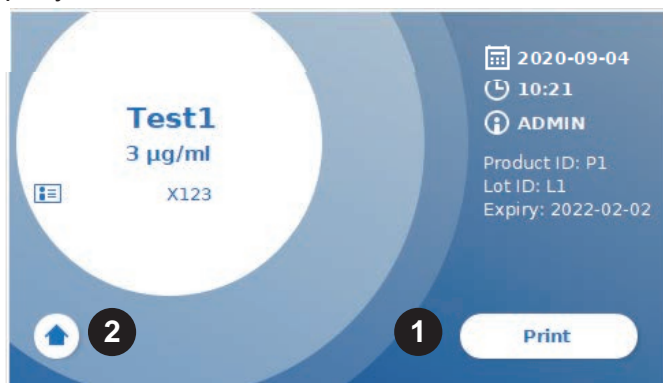 Test1
3 µg/ml
X123
2020-09-04
10:21
ADMIN
Product ID: P1
Lot ID: L1
Expiry: 2022-02-02
2
1
Print